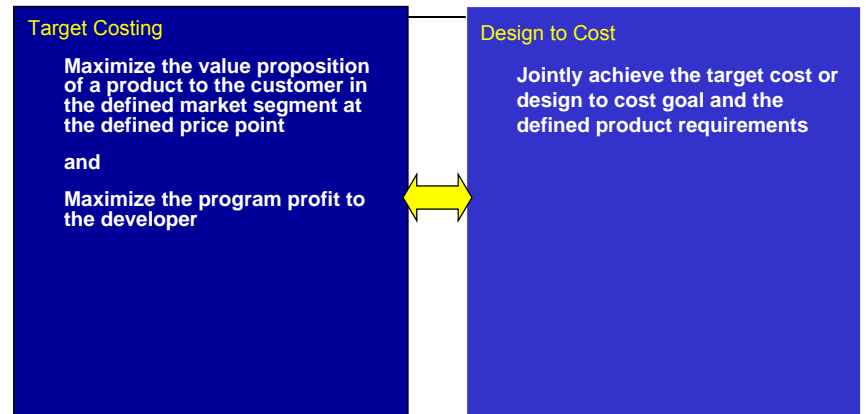 Target Costing
Maximize the value proposition
of a product to the customer in
the defined market segment at
the defined price point
and
Maximize the program profit to
the developer
Design to Cost
Jointly achieve the target cost or
design to cost goal and the
defined product requirements